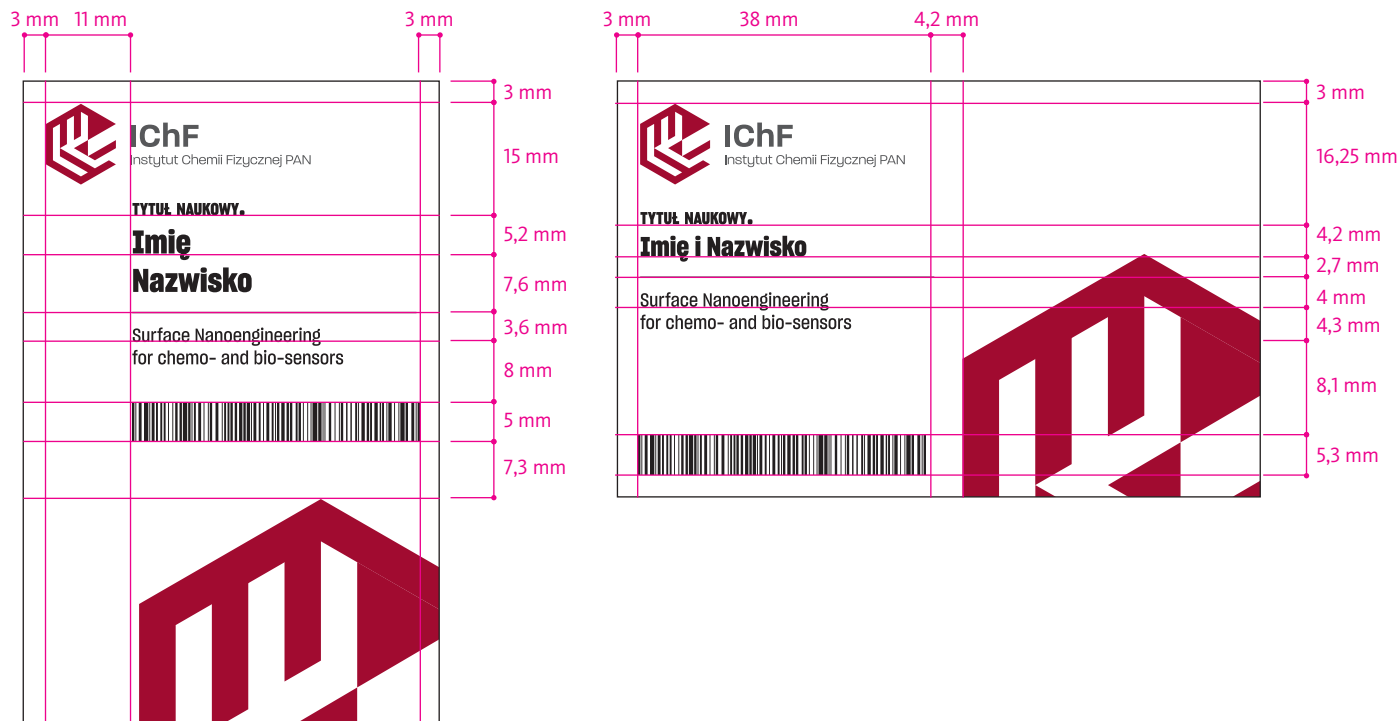 3 mm 11 mm 3 mm
3 mm
15 mm
5,2 mm
7,6 mm
3,6 mm
8 mm
5 mm
7,3 mm
IChF
Instytut Chemii Fizycznej PAN
TYTUŁ NAUKOWY.
Imię
Nazwisko
Surface Nanoengineering
for chemo- and bio-sensors
3 mm 38 mm 4,2 mm
3 mm
16,25 mm
4,2 mm
2,7 mm
4 mm
4,3 mm
8,1 mm
5,3 mm
IChF
Instytut Chemii Fizycznej PAN
TYTUŁ NAUKOWY.
Imię i Nazwisko
Surface Nanoengineering
for chemo- and bio-sensors